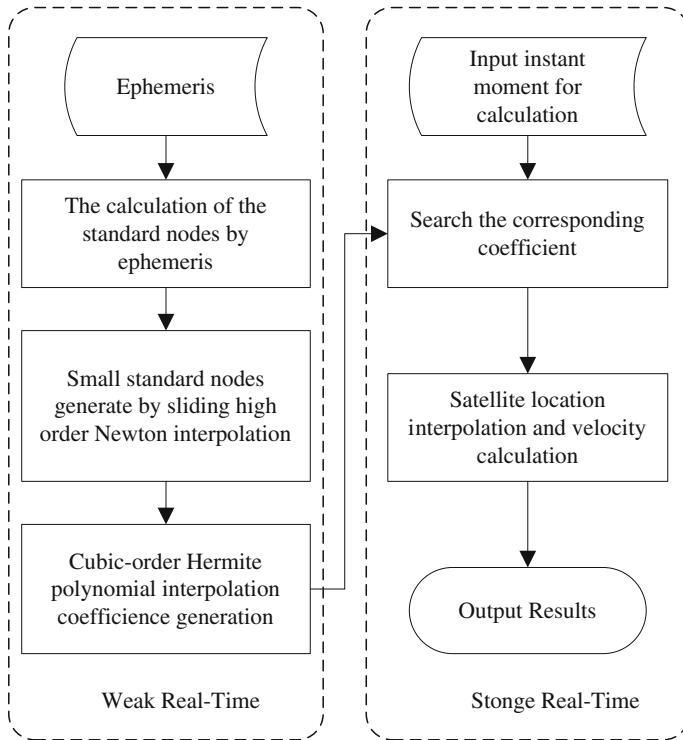 Ephemeris
The calculation of the
standard nodes by
ephemeris
Small standard nodes
generate by sliding high
order Newton interpolation
Cubic-order Hermite
polynomial interpolation
coefficience generation
Weak Real-Time
Input instant
moment for
calculation
Search the corresponding
coefficient
Satellite location
interpolation and velocity
calculation
Output Results
Stonge Real-Time